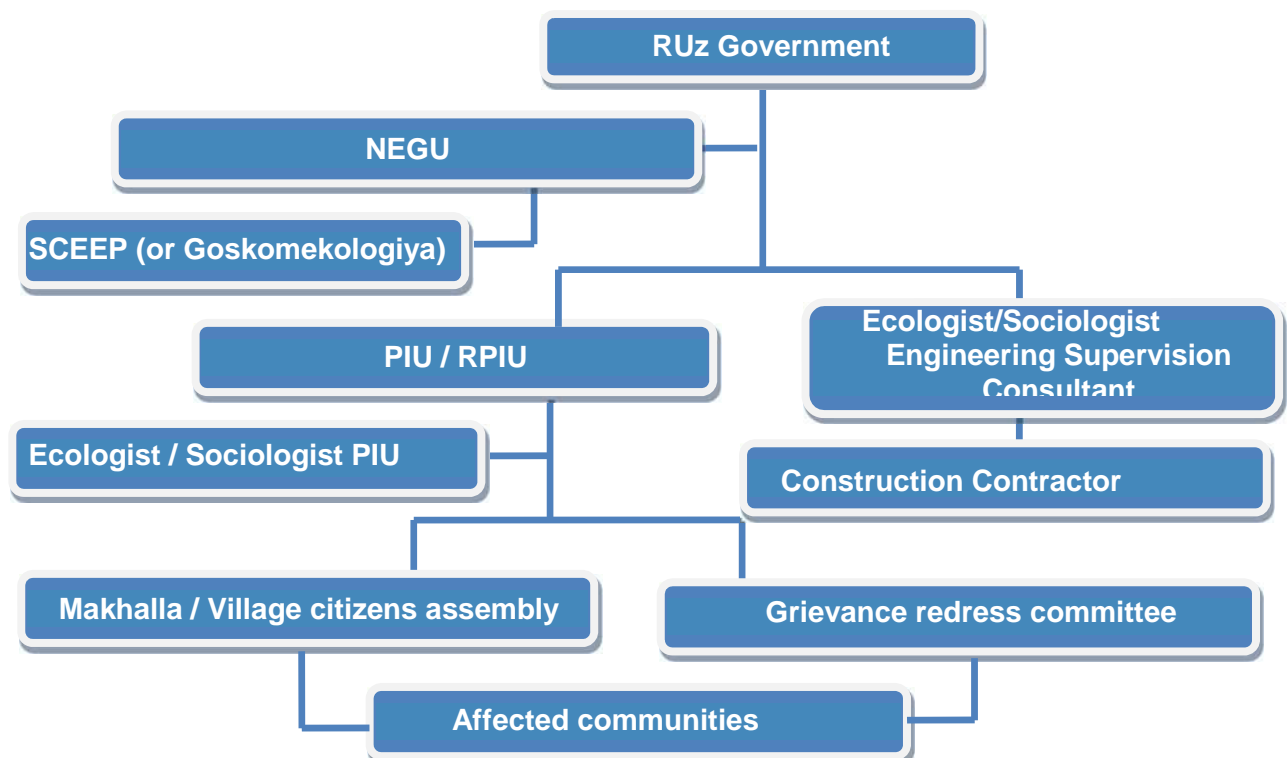 RUz Government
NEGU
SCEEP (or Goskomekologiya)
PIU / RPIU
Ecologist/Sociologist
Engineering Supervision
Consultant
Ecologist / Sociologist PIU
Construction Contractor
Makhalla / Village citizens assembly
Grievance redress committee
Affected communities